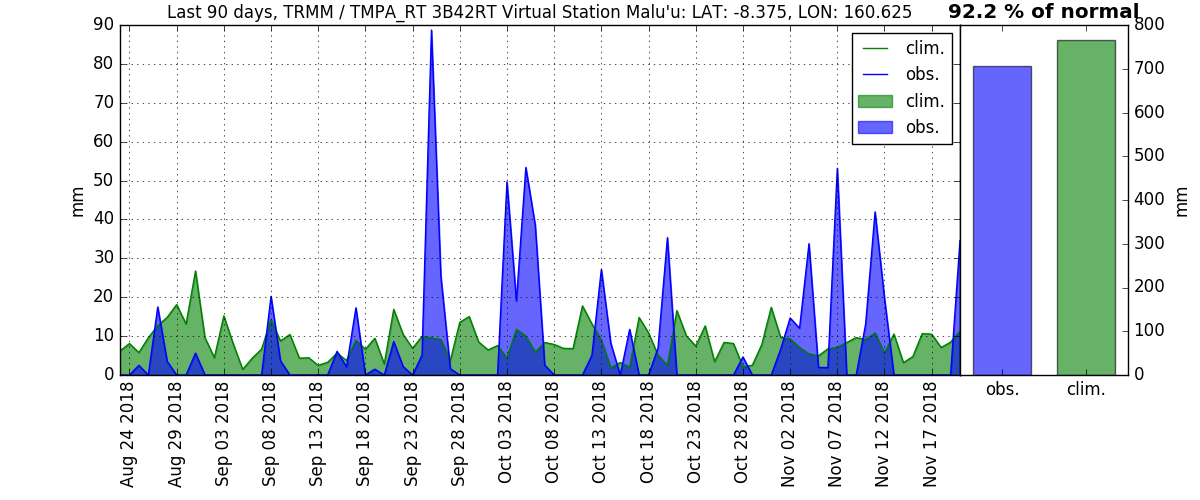 Last 90 days, TRMM / TMPA_RT 3B42RT Virtual Station Malu'u: LAT: -8.375, LON: 160.625
92.2 % of normal
90
80
70
60
50
40
30
20
10
0
mm
clim.
obs.
clim.
obs.
800
700
600
500
400
300
200
100
0
mm
obs.
clim.
Aug 24 2018
Aug 29 2018
Sep 03 2018
Sep 08 2018
Sep 13 2018
Sep 18 2018
Sep 23 2018
Sep 28 2018
Oct 03 2018
Oct 08 2018
Oct 13 2018
Oct 18 2018
Oct 23 2018
Oct 28 2018
Nov 02 2018
Nov 07 2018
Nov 12 2018
Nov 17 2018